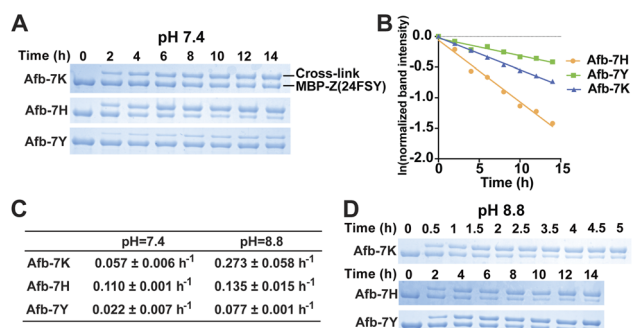 A
pH 7.4
Time (h) 0 2 4 6 8 10 12 14
Afb-7K
Cross-link
MBP-Z(24FSY)
Afb-7H
Afb-7Y
B
ln(normalized band intensity)
0.0
-0.5
-1.0
-1.5
-2.0
0 5 10 15
Time (h)
Afb-7H
Afb-7Y
Afb-7K
C
pH=7.4 pH=8.8
Afb-7K 0.057 ± 0.006 h-1 0.273 ± 0.058 h-1
Afb-7H 0.110 ± 0.001 h-1 0.135 ± 0.015 h-1
Afb-7Y 0.022 ± 0.007 h-1 0.077 ± 0.001 h-1
D
pH 8.8
Time (h) 0 0.5 1 1.5 2 2.5 3.5 4 4.5 5
Afb-7K
Time (h) 0 2 4 6 8 10 12 14
Afb-7H
Afb-7Y